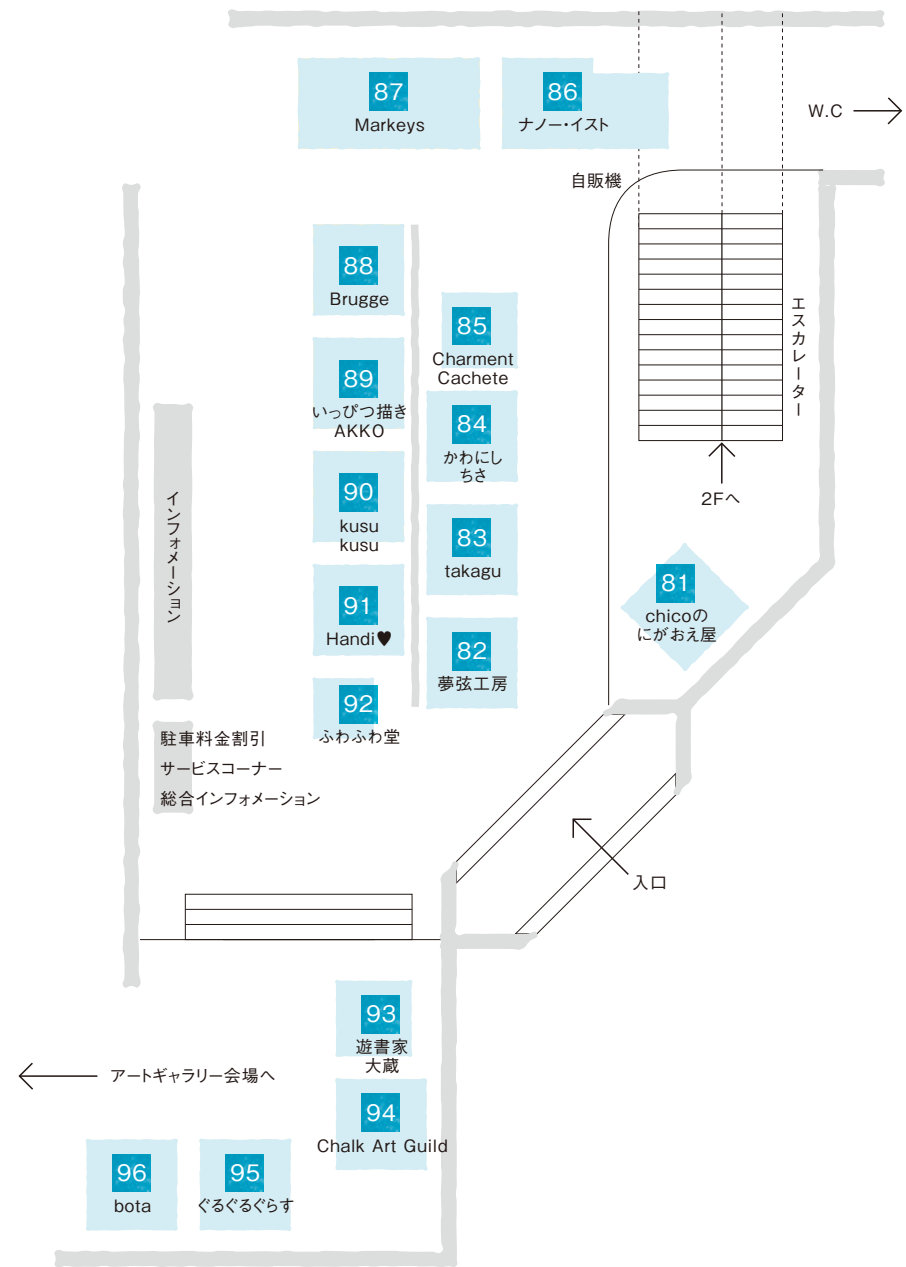 87
Markeys
86
ナノー・イスト
W.C
自販機
88
Brugge
85
Charment
Cachete
エスカレーター
89
いっぴつ描き
AKKO
84
かわにし
ちさ
2Fへ
インフォメーション
90
kusu
kusu
83
takagu
81
chicoの
にがおえ屋
91
Handi♥
82
夢弦工房
92
ふわふわ堂
駐車料金割引
サービスコーナー
総合インフォメーション
入口
93
遊書家
大蔵
アートギャラリー会場へ
94
Chalk Art Guild
96
bota
95
ぐるぐるぐらす